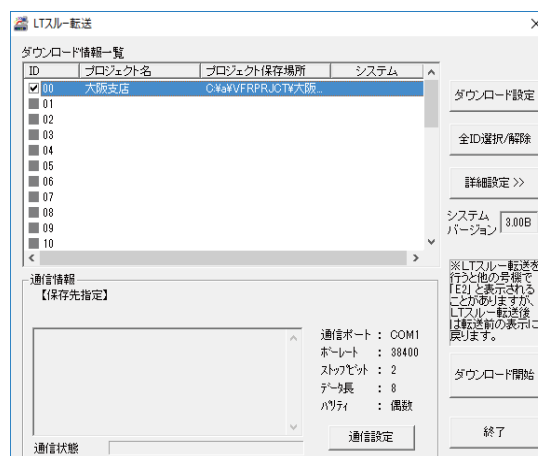 LTスルー転送
ダウンロード情報一覧
ID プロジェクト名 プロジェクト保存場所 システム
00 大阪支店 C:¥a¥VFRPRJCT¥大阪...
01
02
03
04
05
06
07
08
09
10
ダウンロード設定
全ID選択/解除
詳細設定 >>
システム
バージョン 3.00B
※LTスルー転送を
行うと他の号機で
「E2」と表示される
ことがありますが、
LTスルー転送後
は転送前の表示に
戻ります。
ダウンロード開始
終了
通信情報
【保存先指定】
通信ポート : COM1
ボーレート : 38400
ストップビット : 2
データ長 : 8
パリティ : 偶数
通信設定
通信状態